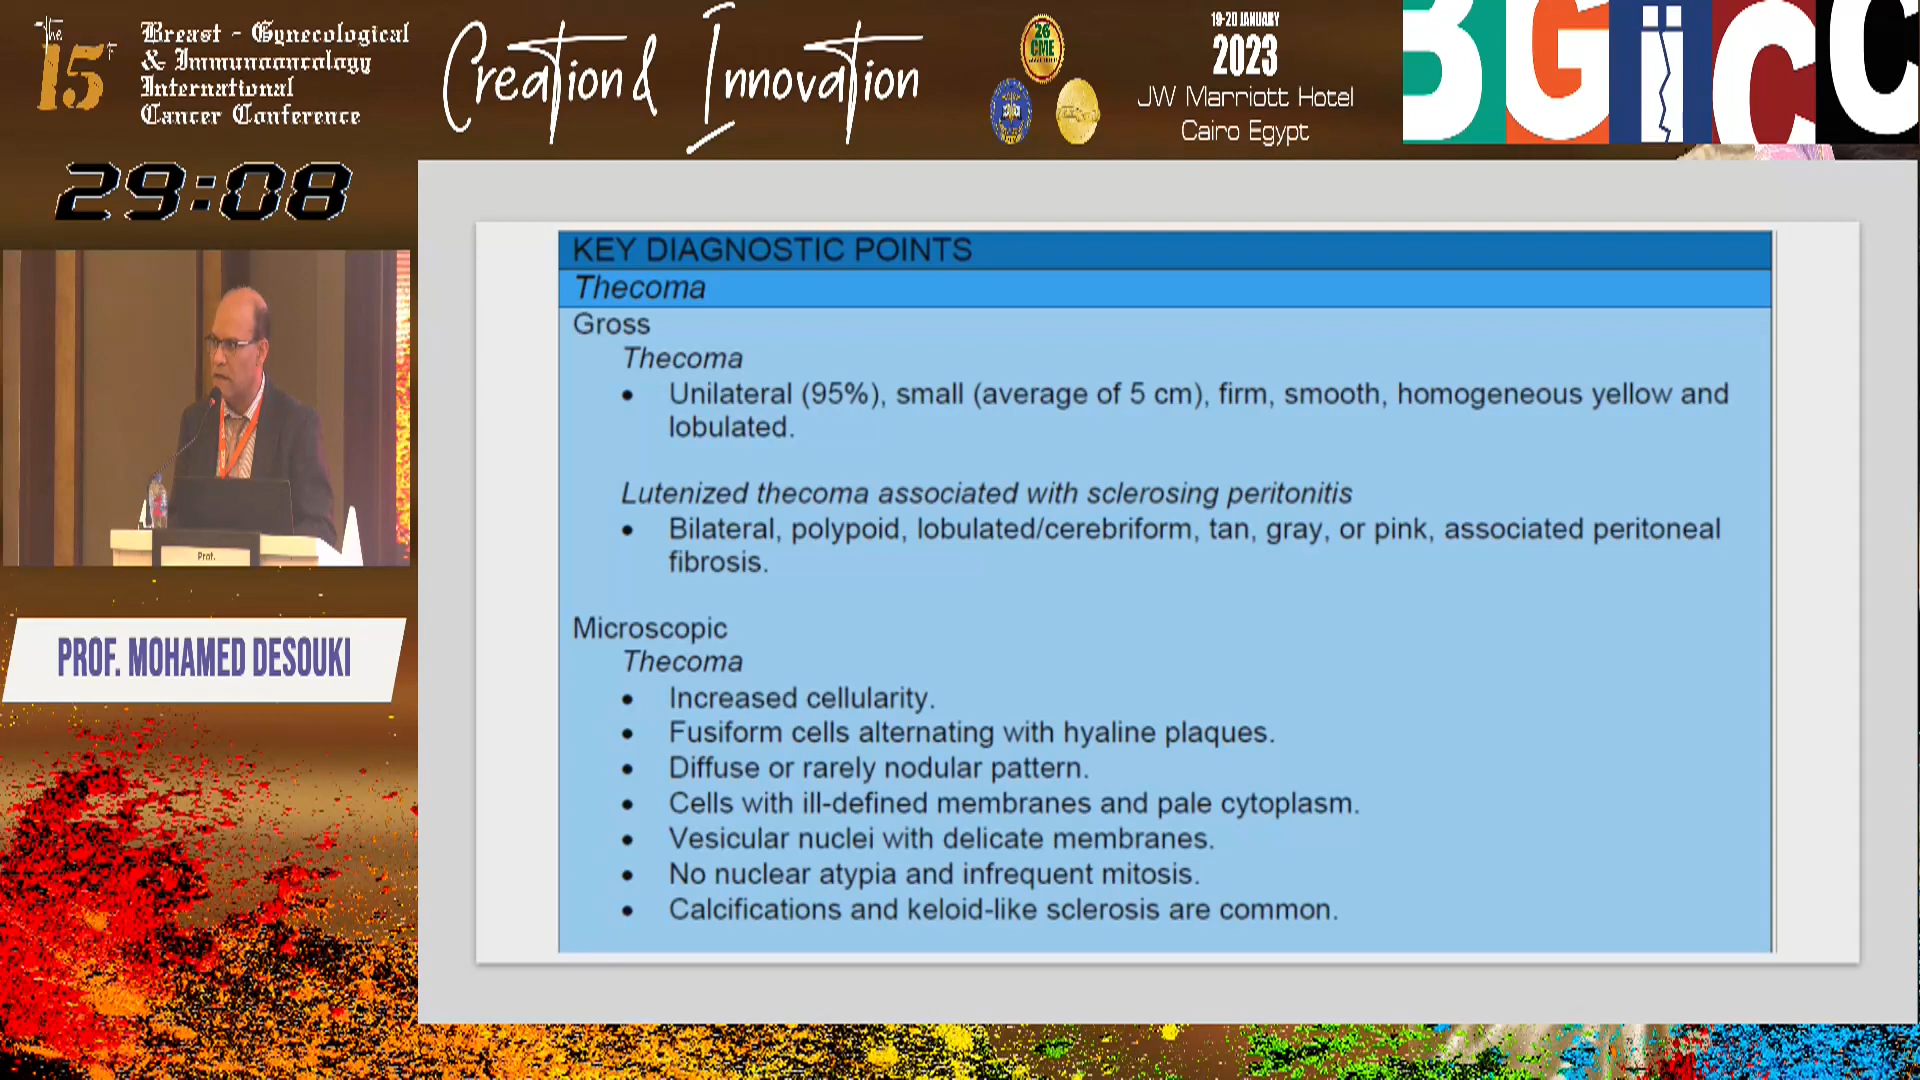 The
15
Breast - Gynecological
& Immunooncology
International
Cancer Conference
Creation & Innovation
26
CME
19-20 JANUARY
2023
JW Marriott Hotel
Cairo Egypt
BGiCC
29:08
Prof.
PROF. MOHAMED DESOUKI
KEY DIAGNOSTIC POINTS
Thecoma
Gross
Thecoma
• Unilateral (95%), small (average of 5 cm), firm, smooth, homogeneous yellow and
lobulated.
Lutenized thecoma associated with sclerosing peritonitis
• Bilateral, polypoid, lobulated/cerebriform, tan, gray, or pink, associated peritoneal
fibrosis.
Microscopic
Thecoma
• Increased cellularity.
• Fusiform cells alternating with hyaline plaques.
• Diffuse or rarely nodular pattern.
• Cells with ill-defined membranes and pale cytoplasm.
• Vesicular nuclei with delicate membranes.
• No nuclear atypia and infrequent mitosis.
• Calcifications and keloid-like sclerosis are common.